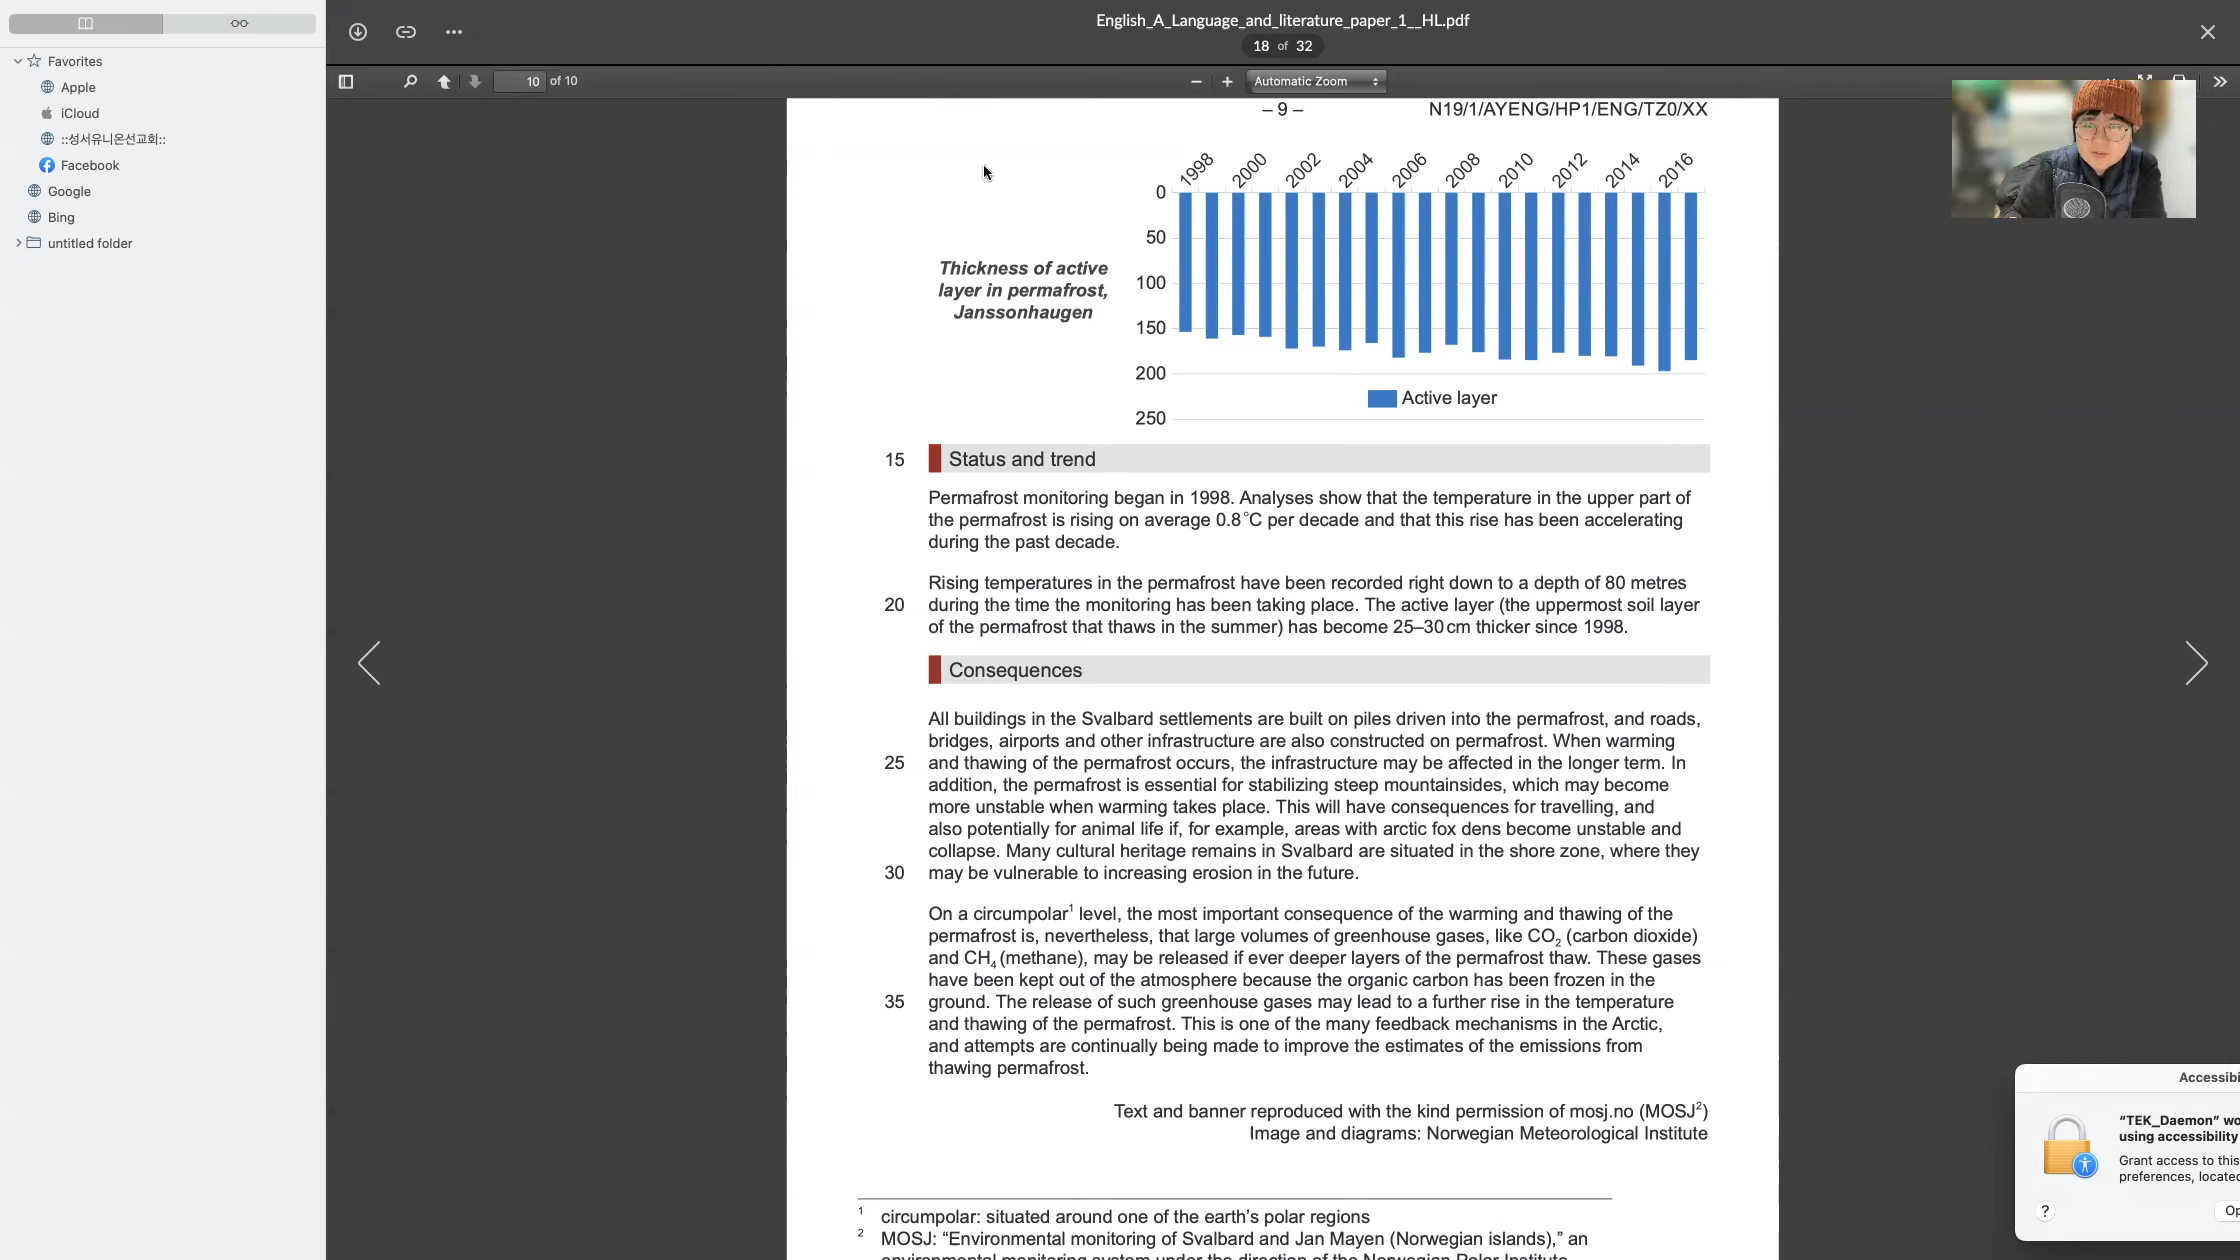 English_A_Language_and_literature_paper_1__HL.pdf
18 of 32
Favorites
Apple
iCloud
::성서유니온선교회::
Facebook
Google
Bing
untitled folder
10 of 10
Automatic Zoom
– 9 –
N19/1/AYENG/HP1/ENG/TZ0/XX
1998 2000 2002 2004 2006 2008 2010 2012 2014 2016
0
50
100
150
200
250
Thickness of active
layer in permafrost,
Janssonhaugen
Active layer
15 Status and trend
Permafrost monitoring began in 1998. Analyses show that the temperature in the upper part of
the permafrost is rising on average 0.8°C per decade and that this rise has been accelerating
during the past decade.
Rising temperatures in the permafrost have been recorded right down to a depth of 80 metres
20 during the time the monitoring has been taking place. The active layer (the uppermost soil layer
of the permafrost that thaws in the summer) has become 25–30 cm thicker since 1998.
Consequences
All buildings in the Svalbard settlements are built on piles driven into the permafrost, and roads,
bridges, airports and other infrastructure are also constructed on permafrost. When warming
25 and thawing of the permafrost occurs, the infrastructure may be affected in the longer term. In
addition, the permafrost is essential for stabilizing steep mountainsides, which may become
more unstable when warming takes place. This will have consequences for travelling, and
also potentially for animal life if, for example, areas with arctic fox dens become unstable and
collapse. Many cultural heritage remains in Svalbard are situated in the shore zone, where they
30 may be vulnerable to increasing erosion in the future.
On a circumpolar¹ level, the most important consequence of the warming and thawing of the
permafrost is, nevertheless, that large volumes of greenhouse gases, like CO₂ (carbon dioxide)
and CH₄ (methane), may be released if ever deeper layers of the permafrost thaw. These gases
have been kept out of the atmosphere because the organic carbon has been frozen in the
35 ground. The release of such greenhouse gases may lead to a further rise in the temperature
and thawing of the permafrost. This is one of the many feedback mechanisms in the Arctic,
and attempts are continually being made to improve the estimates of the emissions from
thawing permafrost.
Text and banner reproduced with the kind permission of mosj.no (MOSJ²)
Image and diagrams: Norwegian Meteorological Institute
¹ circumpolar: situated around one of the earth's polar regions
² MOSJ: “Environmental monitoring of Svalbard and Jan Mayen (Norwegian islands),” an
environmental monitoring system under the direction of the Norwegian Polar Institute
Accessibi
“TEK_Daemon” wo
using accessibility
Grant access to this
preferences, located
?
Op